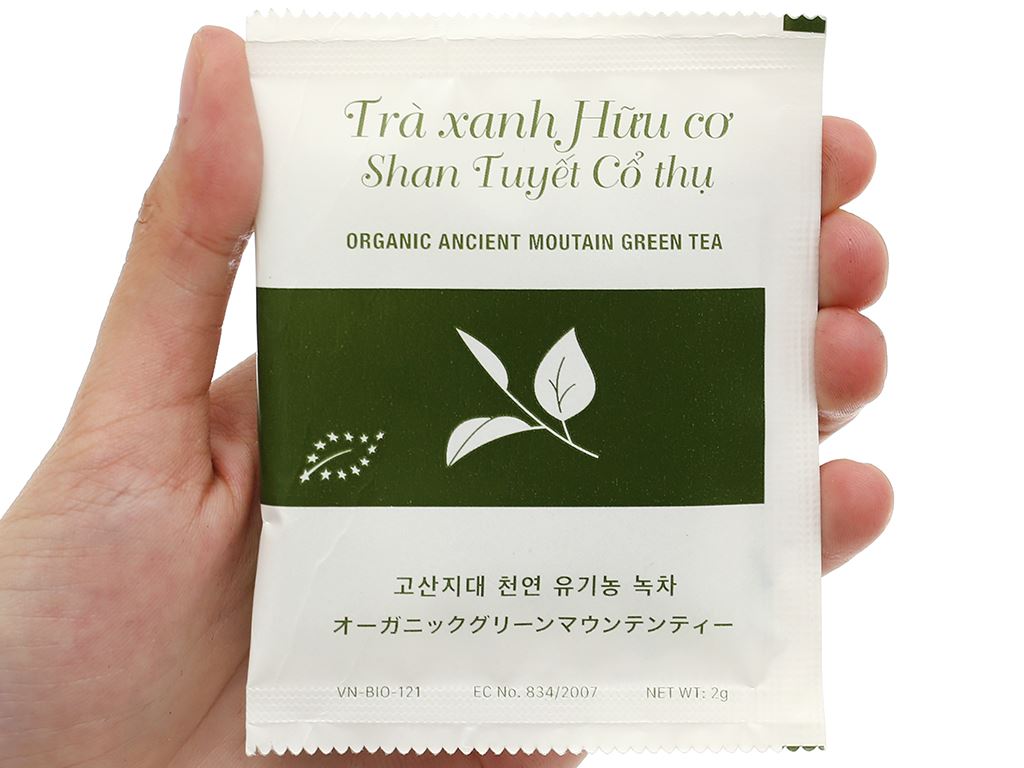 Trà xanh Hữu cơ
Shan Tuyết Cổ thụ
ORGANIC ANCIENT MOUTAIN GREEN TEA
고산지대 천연 유기농 녹차
オーガニックグリーンマウンテンティー
VN-BIO-121 EC No. 834/2007 NET WT: 2g